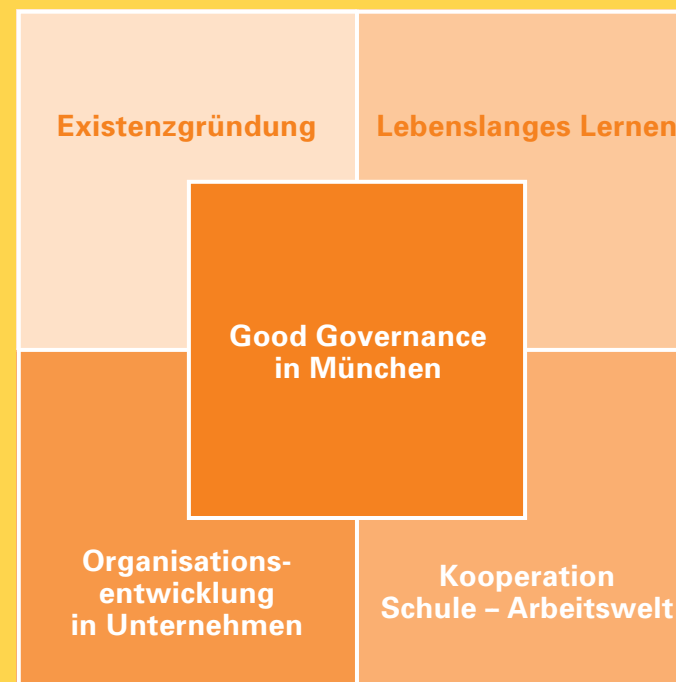 Existenzgründung
Lebenslanges Lernen
Good Governance
in München
Organisations-
entwicklung
in Unternehmen
Kooperation
Schule – Arbeitswelt